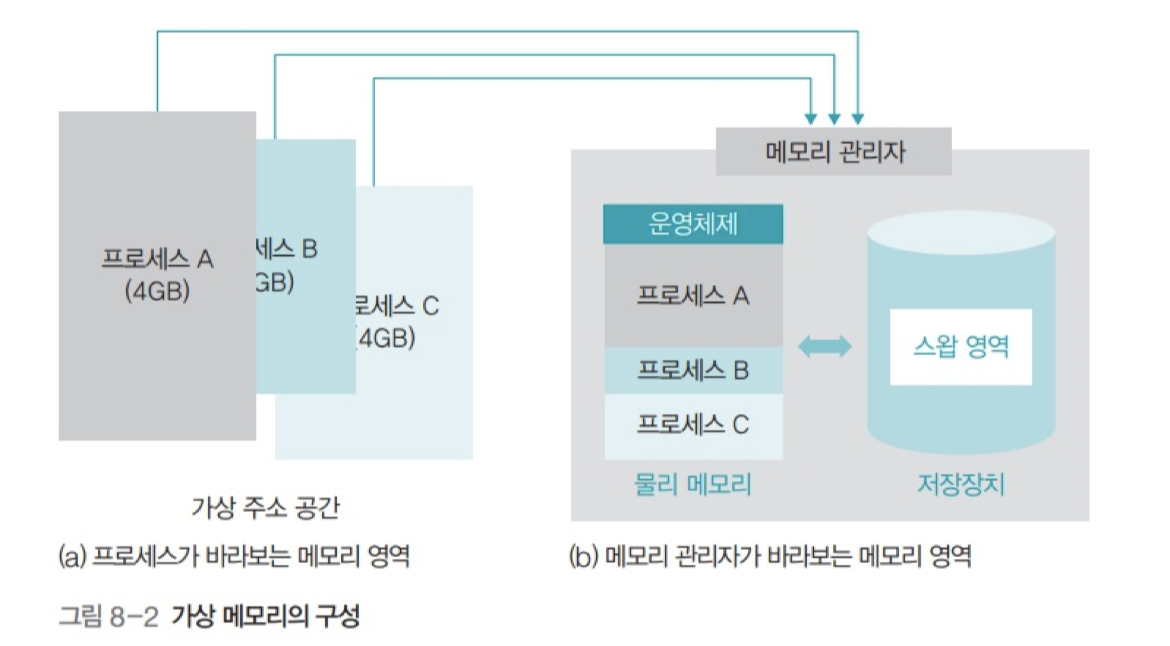 프로세스 A
(4GB)
세스 B
GB)
로세스 C
(4GB)
가상 주소 공간
(a) 프로세스가 바라보는 메모리 영역
메모리 관리자
운영체제
프로세스 A
프로세스 B
프로세스 C
물리 메모리
스왑 영역
저장장치
(b) 메모리 관리자가 바라보는 메모리 영역
그림 8-2 가상 메모리의 구성